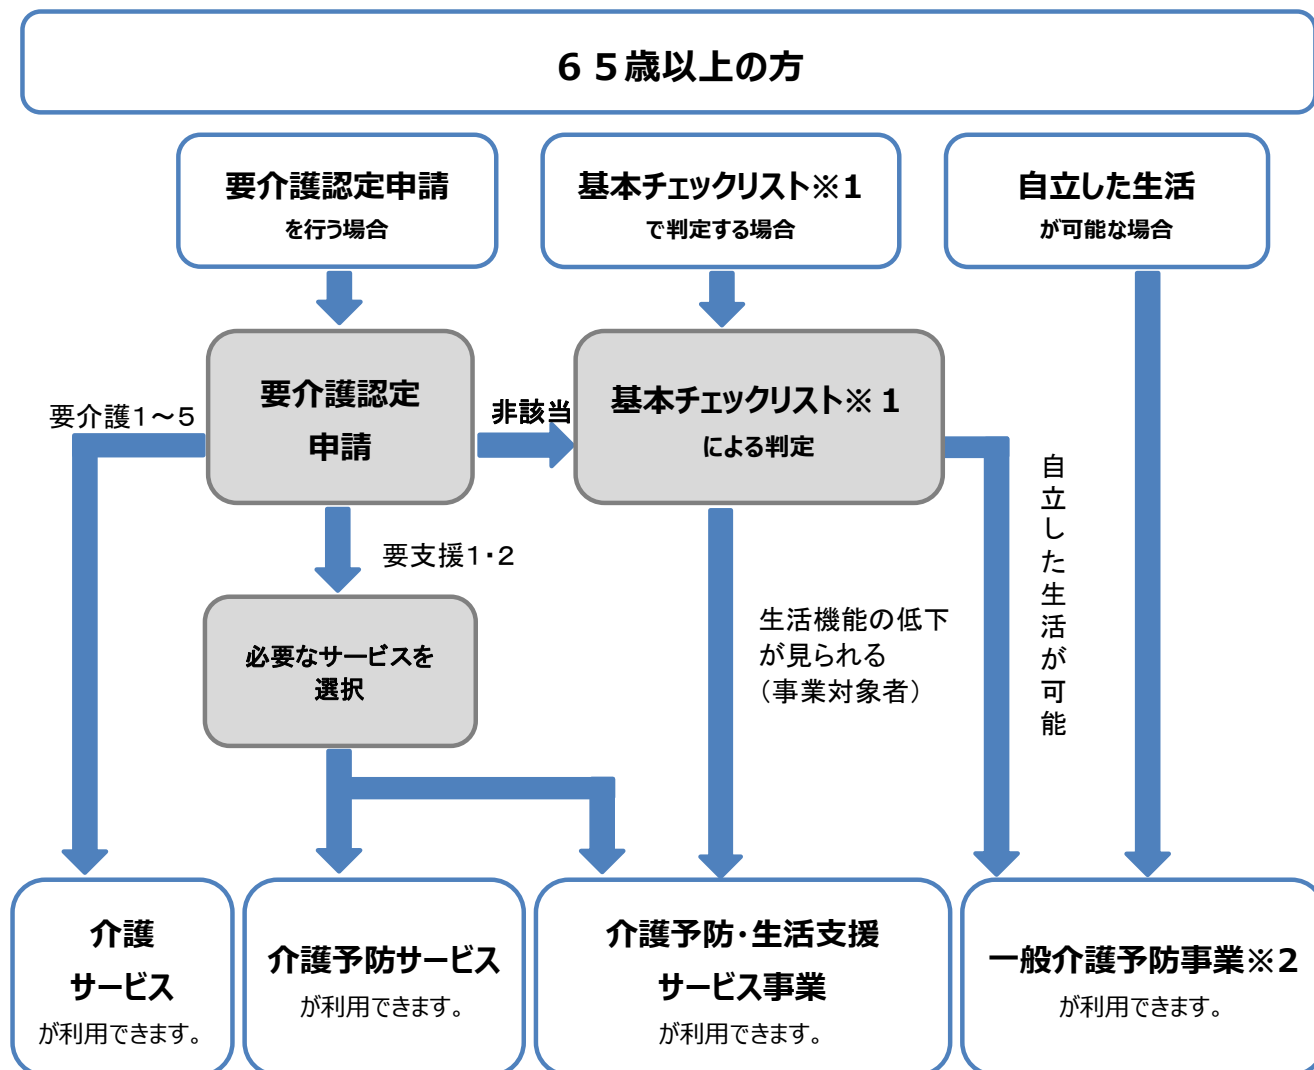 ６５歳以上の方
要介護認定申請
を行う場合
基本チェックリスト※1
で判定する場合
自立した生活
が可能な場合
要介護認定
申請
基本チェックリスト※１
による判定
要介護１～５
非該当
要支援１・２
必要なサービスを
選択
生活機能の低下
が見られる
（事業対象者）
自立した生活が可能
介護
サービス
が利用できます。
介護予防サービス
が利用できます。
介護予防・生活支援
サービス事業
が利用できます。
一般介護予防事業※2
が利用できます。